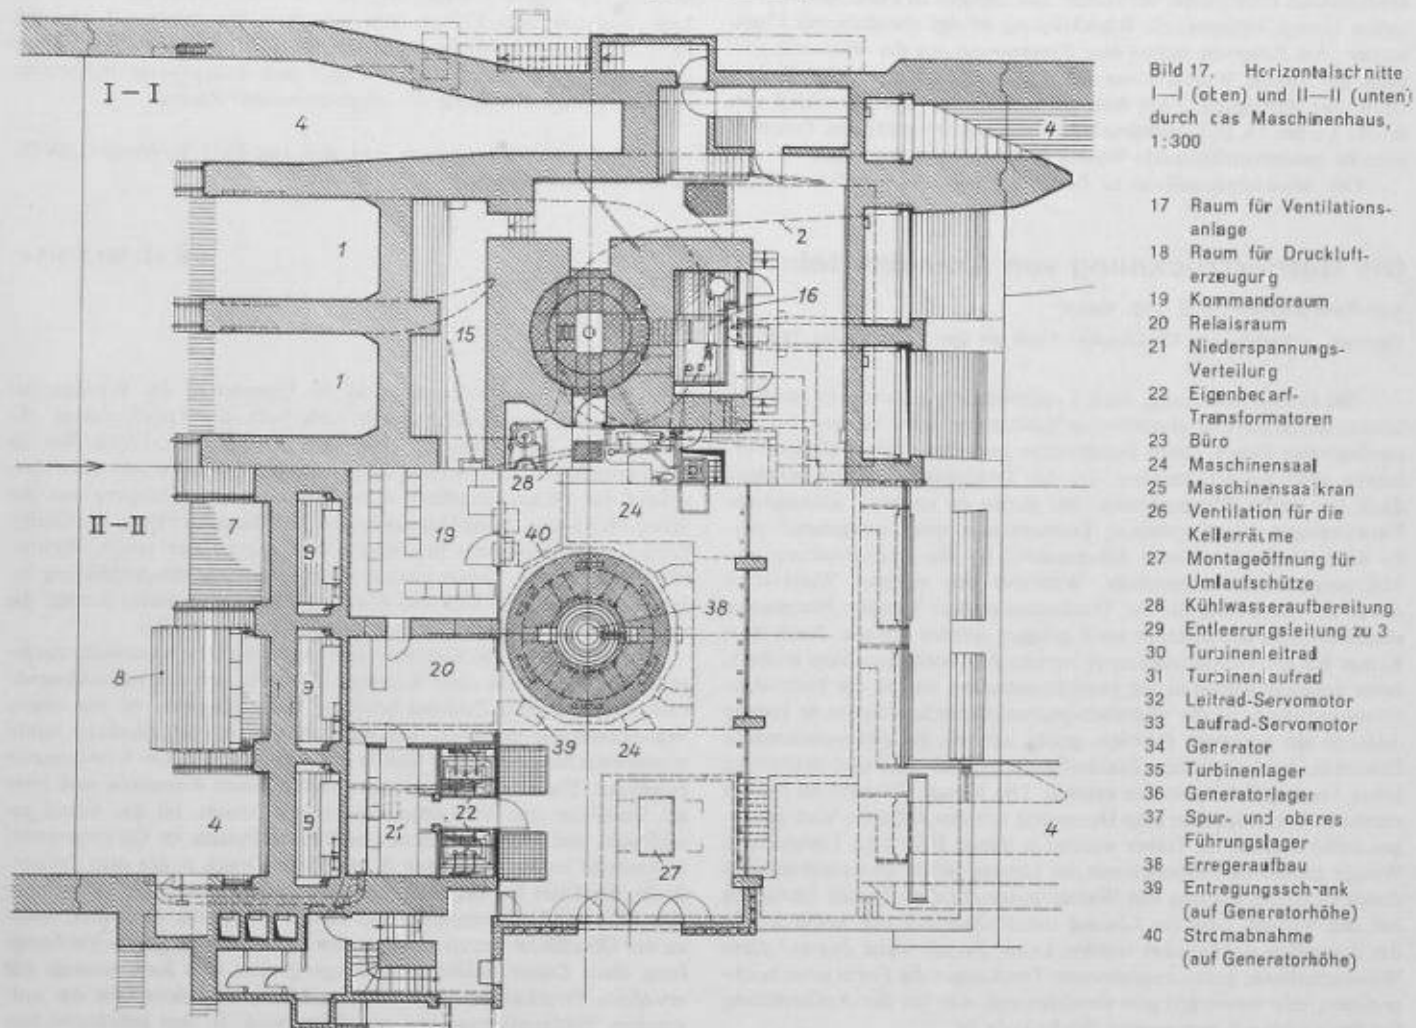 I–I
4
4
1
2
16
15
1
28
24
II–II
7
9
19
40
38
8
9
20
39
24
22
4
9
21
27
4
Bild 17. Horizontalschnitte
I—I (oben) und II—II (unten)
durch das Maschinenhaus,
1:300
17 Raum für Ventilations-
anlage
18 Raum für Druckluft-
erzeugung
19 Kommandoraum
20 Relaisraum
21 Niederspannungs-
Verteilung
22 Eigenbedarf-
Transformatoren
23 Büro
24 Maschinensaal
25 Maschinensaalkran
26 Ventilation für die
Kellerräume
27 Montageöffnung für
Umlaufschütze
28 Kühlwasseraufbereitung
29 Entleerungsleitung zu 3
30 Turbinenleitrad
31 Turbinenlaufrad
32 Leitrad-Servomotor
33 Laufrad-Servomotor
34 Generator
35 Turbinenlager
36 Generatorlager
37 Spur- und oberes
Führungslager
38 Erregeraufbau
39 Entregungsschrank
(auf Generatorhöhe)
40 Stromabnahme
(auf Generatorhöhe)